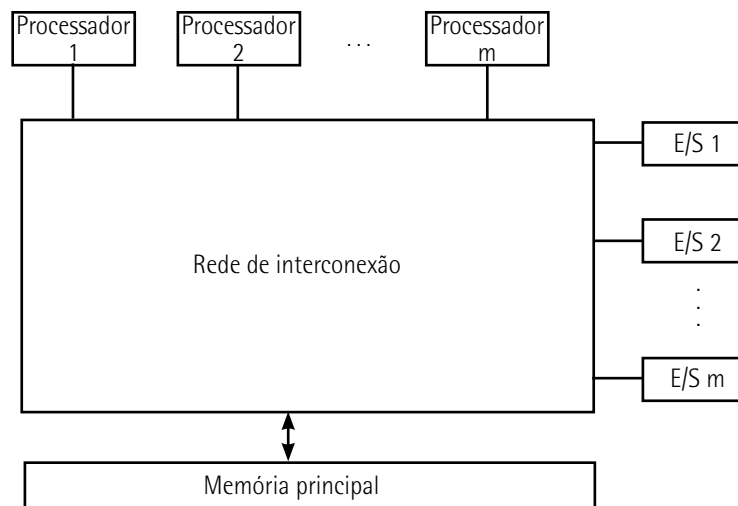 Processador
1
Processador
2
. . .
Processador
m
E/S 1
E/S 2
.
.
.
E/S m
Rede de interconexão
Memória principal